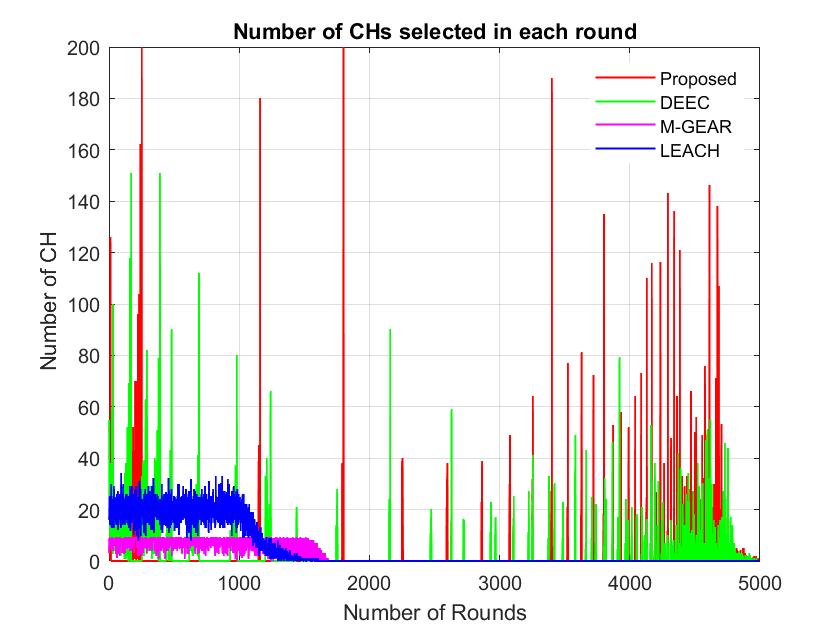 Number of CHs selected in each round
200
180
160
140
120
100
80
60
40
20
0
Number of CH
Proposed
DEEC
M-GEAR
LEACH
0
1000
2000
3000
4000
5000
Number of Rounds